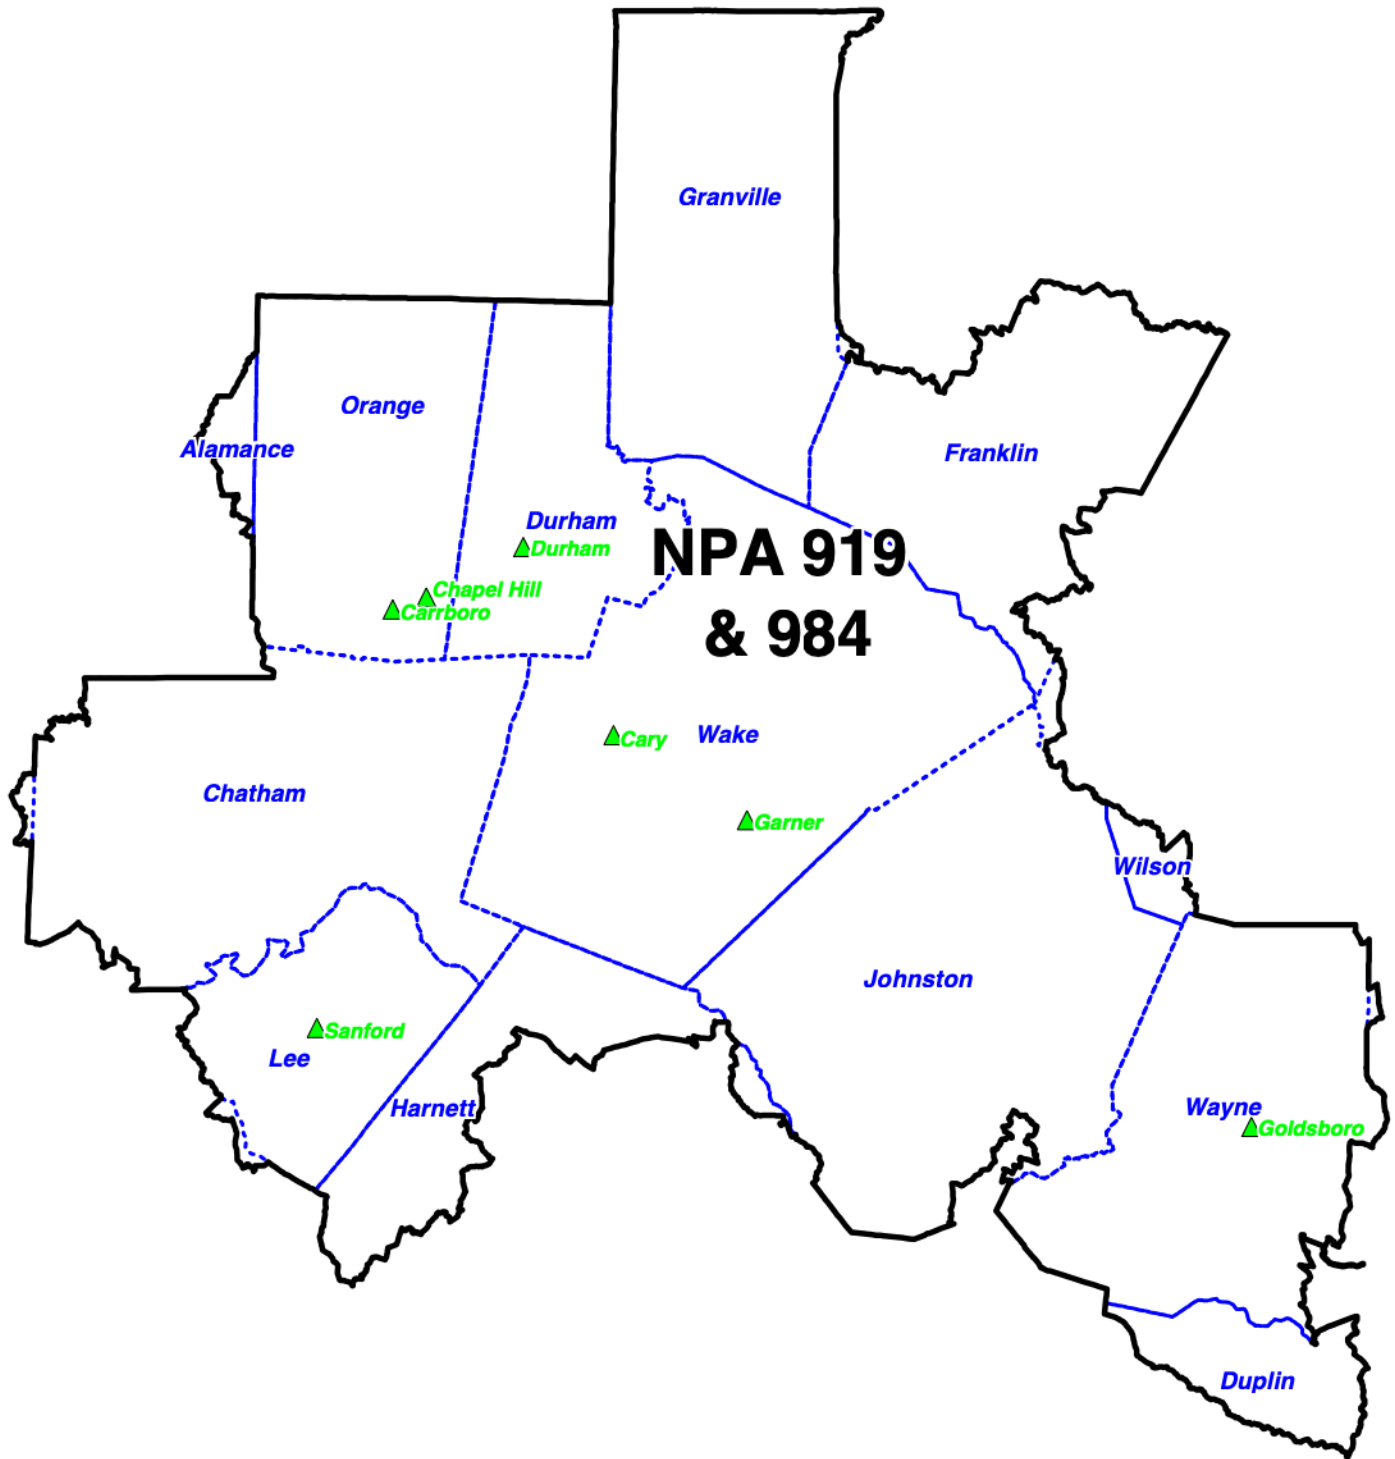 Granville
Orange
Alamance
Franklin
Durham
Durham
NPA 919
& 984
Chapel Hill
Carrboro
Cary
Wake
Chatham
Garner
Wilson
Johnston
Sanford
Lee
Harnett
Wayne
Goldsboro
Duplin